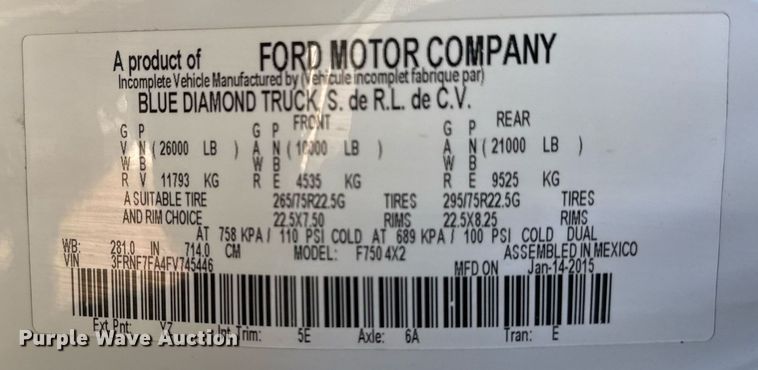 A product of FORD MOTOR COMPANY
Incomplete Vehicle Manufactured by (Vehicule incomplet fabrique par)
BLUE DIAMOND TRUCK, S. de R.L. de C.V.
FRONT REAR
G P G P G P
V N ( 26000 LB ) A N ( 10000 LB ) A N ( 21000 LB )
W B W B W B
R V 11793 KG R E 4535 KG R E 9525 KG
A SUITABLE TIRE 265/75R22.5G TIRES 295/75R22.5G TIRES
AND RIM CHOICE 22.5X7.50 RIMS 22.5X8.25 RIMS
AT 758 KPA / 110 PSI COLD AT 689 KPA / 100 PSI COLD DUAL
WB: 281.0 IN 714.0 CM MODEL: F750 4X2 ASSEMBLED IN MEXICO
VIN 3FRNF7FA4FV745446 MFD ON Jan-14-2015
Ext Pnt: YZ Int Trim: 5E Axle: 6A Tran: E
Purple Wave Auction